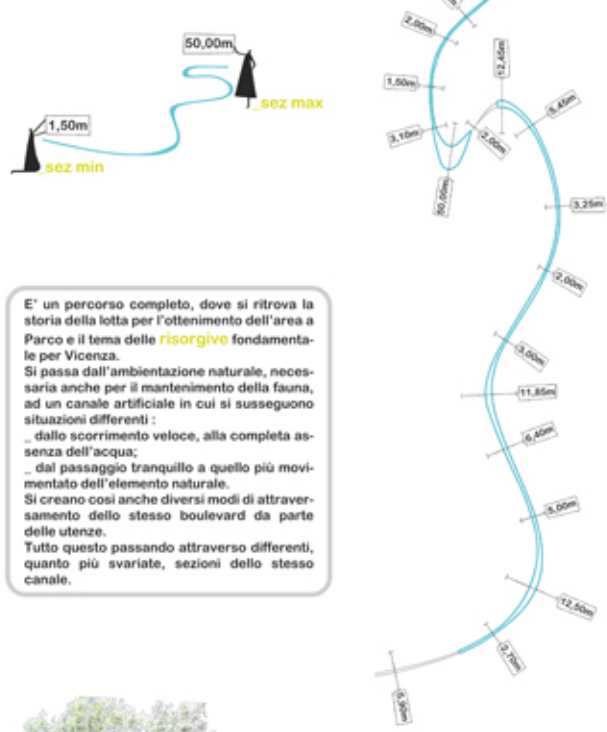 50,00m
_sez max
1,50m
_sez min
E' un percorso completo, dove si ritrova la
storia della lotta per l'ottenimento dell'area a
Parco e il tema delle risorgive fondamenta-
le per Vicenza.
Si passa dall'ambientazione naturale, neces-
saria anche per il mantenimento della fauna,
ad un canale artificiale in cui si susseguono
situazioni differenti :
_ dallo scorrimento veloce, alla completa as-
senza dell'acqua;
_ dal passaggio tranquillo a quello più movi-
mentato dell'elemento naturale.
Si creano così anche diversi modi di attraver-
samento dello stesso boulevard da parte
delle utenze.
Tutto questo passando attraverso differenti,
quanto più svariate, sezioni dello stesso
canale.
2,00m
1,50m
3,10m
50,00m
2,00m
12,45m
5,45m
3,25m
2,00m
3,00m
11,85m
6,40m
5,00m
12,50m
2,70m
6,90m